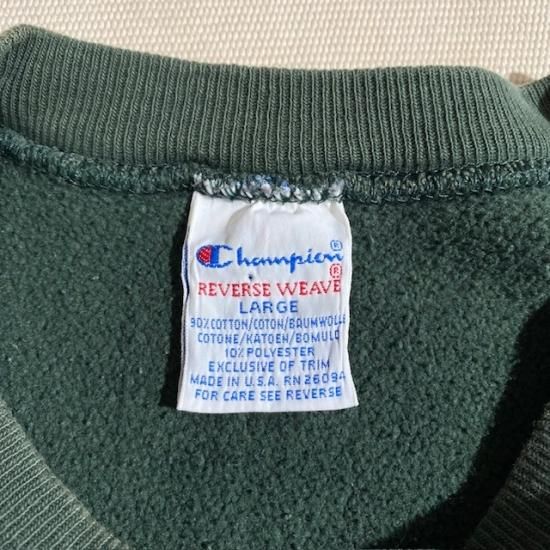 Champion®
REVERSE WEAVE®
LARGE
90% COTTON/COTON/BAUMWOLLE
COTONE/KATOEN/BOMULD
10% POLYESTER
EXCLUSIVE OF TRIM
MADE IN U.S.A. RN 26094
FOR CARE SEE REVERSE